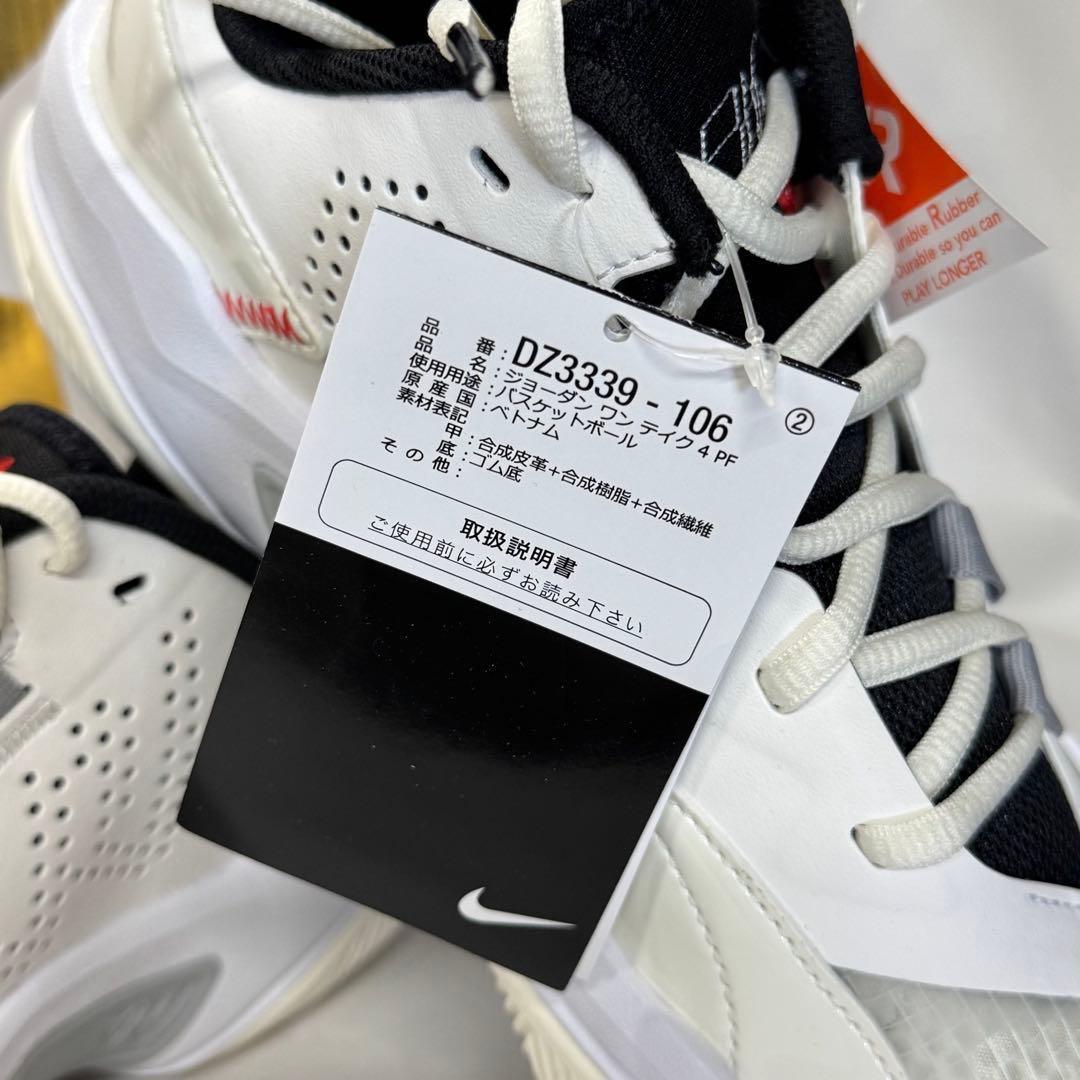 品番：DZ3339 - 106
②
品名：ジョーダン ワン テイク 4 PF
使用用途：バスケットボール
原産国：ベトナム
素材表記
甲：合成皮革+合成樹脂+合成繊維
底：ゴム底
その他：
取扱説明書
ご使用前に必ずお読み下さい
Rubber
Durable so you can
PLAY LONGER